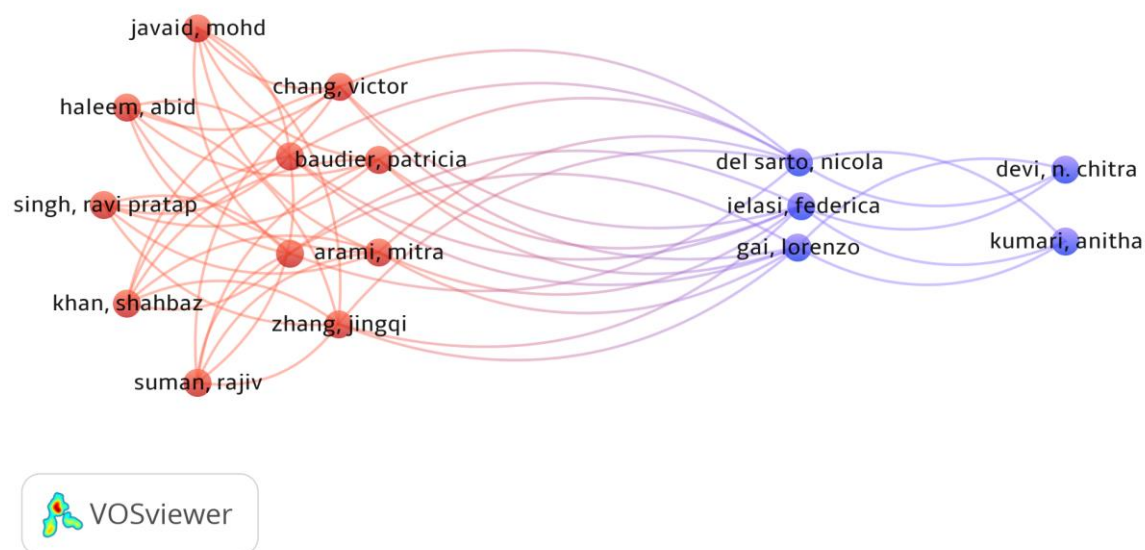 javaid, mohd
chang, victor
haleem, abid
baudier, patricia
del sarto, nicola
devi, n. chitra
singh, ravi pratap
ielasi, federica
kumari, anitha
gai, lorenzo
arami, mitra
khan, shahbaz
zhang, jingqi
suman, rajiv
VOSviewer